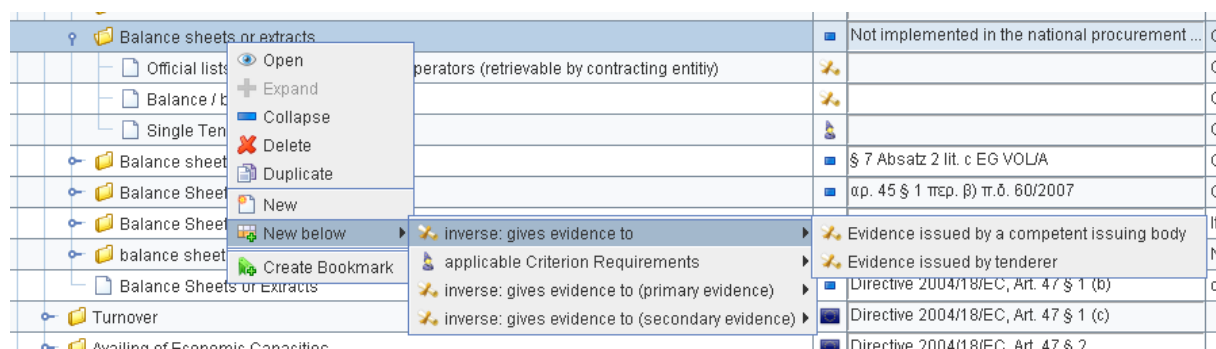 Balance sheets or extracts
Not implemented in the national procurement ...
Official lists
perators (retrievable by contracting entitiy)
Balance / b
Single Ten
Balance sheet
§ 7 Absatz 2 lit. c EG VOL/A
Balance Sheet
αρ. 45 § 1 περ. β) π.δ. 60/2007
Balance Sheet
balance sheet
Balance Sheets or Extracts
Directive 2004/18/EC, Art. 47 § 1 (b)
Turnover
Directive 2004/18/EC, Art. 47 § 1 (c)
Availing of Economic Capacities
Directive 2004/18/EC, Art. 47 § 2
Open
Expand
Collapse
Delete
Duplicate
New
New below
Create Bookmark
inverse: gives evidence to
applicable Criterion Requirements
inverse: gives evidence to (primary evidence)
inverse: gives evidence to (secondary evidence)
Evidence issued by a competent issuing body
Evidence issued by tenderer